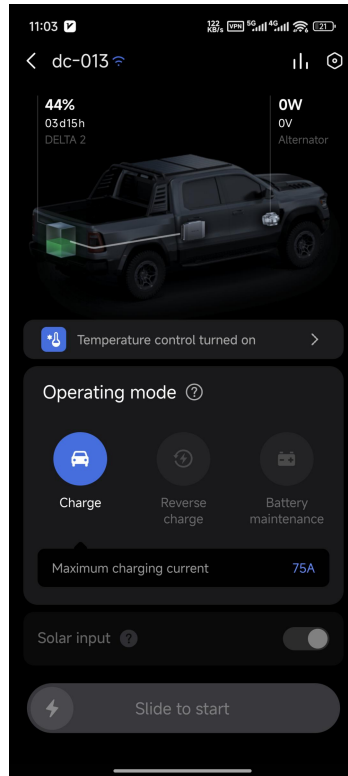 11:03
122 KB/s VPN 5G 4G 6 21
dc-013
44%
03d15h
DELTA 2
0W
0V
Alternator
Temperature control turned on
Operating mode ?
Charge
Reverse
charge
Battery
maintenance
Maximum charging current 75A
Solar input ?
Slide to start